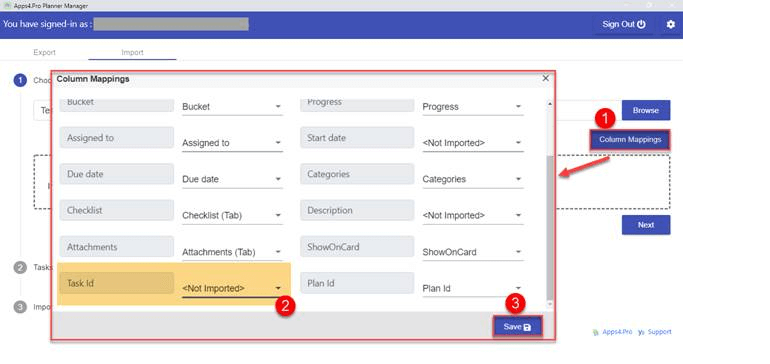 Apps4.Pro Planner Manager
You have signed-in as :
Sign Out
Export Import
1 Choo
Column Mappings
Te
Browse
1
Column Mappings
Bucket Bucket Progress Progress
Assigned to Assigned to Start date <Not Imported>
Due date Due date Categories Categories
Checklist Checklist (Tab) Description <Not Imported>
Attachments Attachments (Tab) ShowOnCard ShowOnCard
Task Id <Not Imported> Plan Id Plan Id
Next
2 Tasks
2
3
3 Impo
Save
Apps4.Pro Support